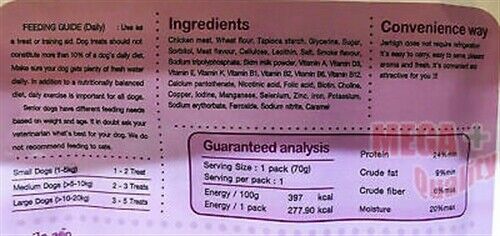 FEEDING GUIDE (Daily) : Use as
a treat or training aid. Dog treats should not
constitute more than 10% of a dog's daily diet.
Make sure your dog gets plenty of fresh water
daily. In addition to a nutritionally balanced
diet, daily exercise is important for all dogs.
Senior dogs have different feeding needs
based on weight and age. If in doubt ask your
veterinarian what's best for your dog. We do
not recommend feeding to cats.
Small Dogs (1-5kg) 1 - 2 Treat
Medium Dogs (>5-10kg) 2 - 3 Treats
Large Dogs (>10-20kg) 3 - 5 Treats
Ingredients
Chicken meat, Wheat flour, Tapioca starch, Glycerine, Sugar,
Sorbitol, Meat flavour, Cellulose, Lecithin, Salt, Smoke flavour,
Sodium tripolyphosphate, Skim milk powder, Vitamin A, Vitamin D3,
Vitamin E, Vitamin K, Vitamin B1, Vitamin B2, Vitamin B6, Vitamin B12,
Calcium pantothenate, Nicotinic acid, Folic acid, Biotin, Choline,
Copper, Iodine, Manganese, Selenium, Zinc, Iron, Potassium,
Sodium erythorbate, Ferroside, Sodium nitrite, Caramel
Convenience way
Jerhigh does not require refrigerator
It's easy to carry, easy to serve, pleasant
aroma and fresh. It's convenient and
attractive for you !!
Guaranteed analysis
Serving Size : 1 pack (70g)
Serving per pack : 1
Energy / 100g 397 kcal
Energy / 1 pack 277.90 kcal
Protein 24%min
Crude fat 9%min
Crude fiber
Moisture 20%max
MEGA +